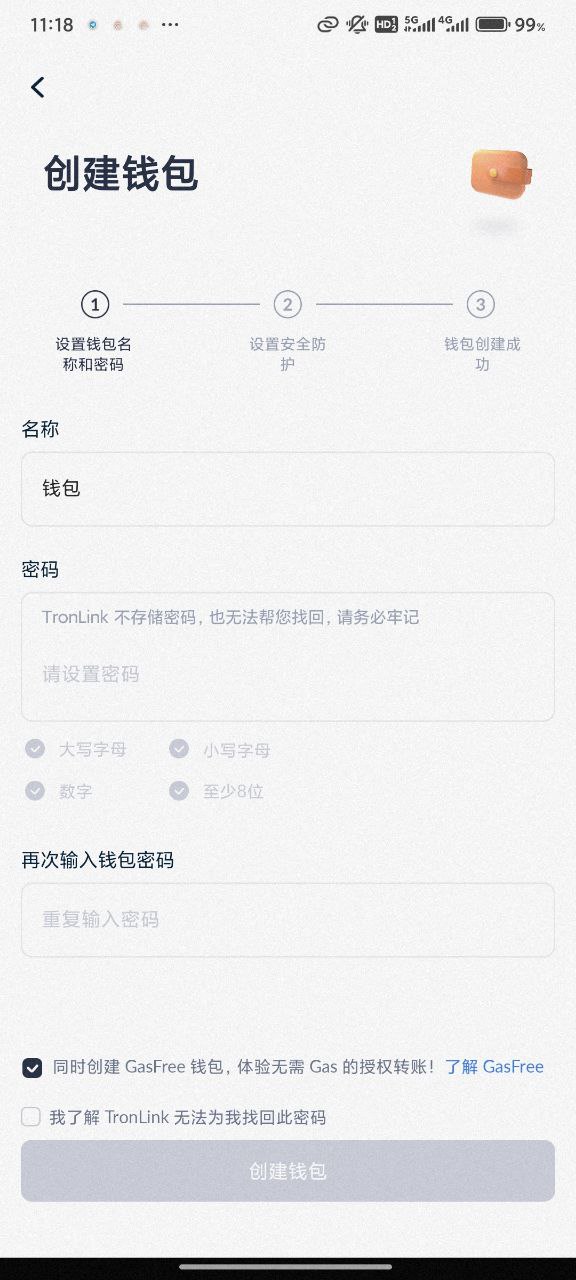 11:18
HD 2 5G 4G 99%
创建钱包
1 2 3
设置钱包名
称和密码
设置安全防
护
钱包创建成
功
名称
钱包
密码
TronLink 不存储密码，也无法帮您找回，请务必牢记
请设置密码
大写字母 小写字母
数字 至少8位
再次输入钱包密码
重复输入密码
同时创建 GasFree 钱包，体验无需 Gas 的授权转账！了解 GasFree
我了解 TronLink 无法为我找回此密码
创建钱包